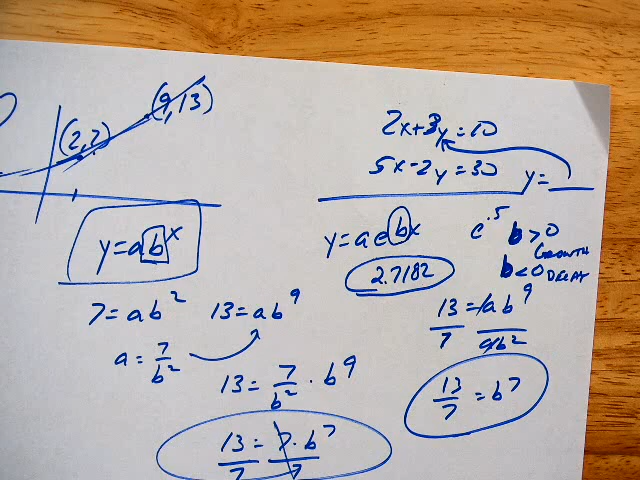 (9,13)
(2,7)
2x+3y=10
5x-2y=30
y=
y=ab^x
y=ae^bx
e^.5
b>0
GROWTH
b<0 DECAY
2.7182
7=ab^2
13=ab^9
a=7/b^2
13/7=ab^9/ab^2
13=7/b^2·b^9
13/7=b^7
13/7=7·b^7/7